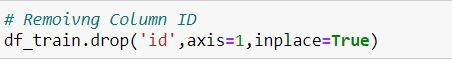 # Remoivng Column ID
df_train.drop('id',axis=1,inplace=True)